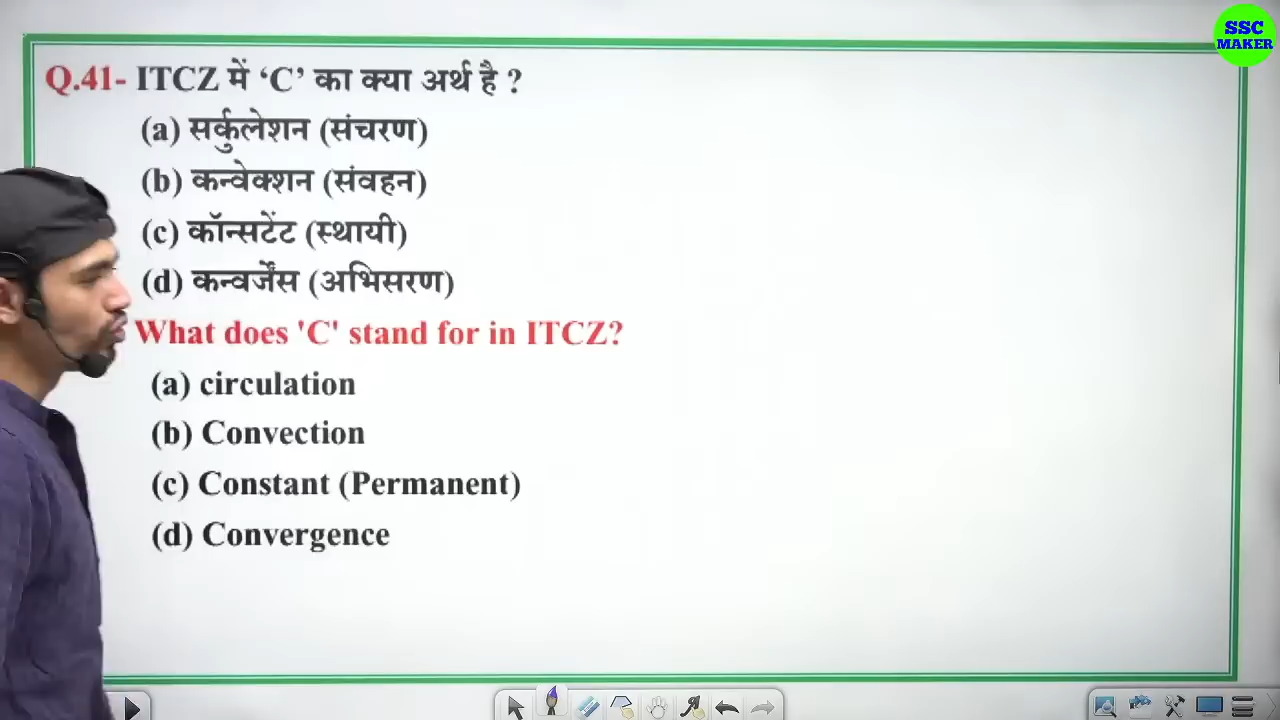 SSC
MAKER
Q.41- ITCZ में ‘C’ का क्या अर्थ है ?
(a) सर्कुलेशन (संचरण)
(b) कन्वेक्शन (संवहन)
(c) कॉन्सटेंट (स्थायी)
(d) कन्वर्जेंस (अभिसरण)
What does 'C' stand for in ITCZ?
(a) circulation
(b) Convection
(c) Constant (Permanent)
(d) Convergence